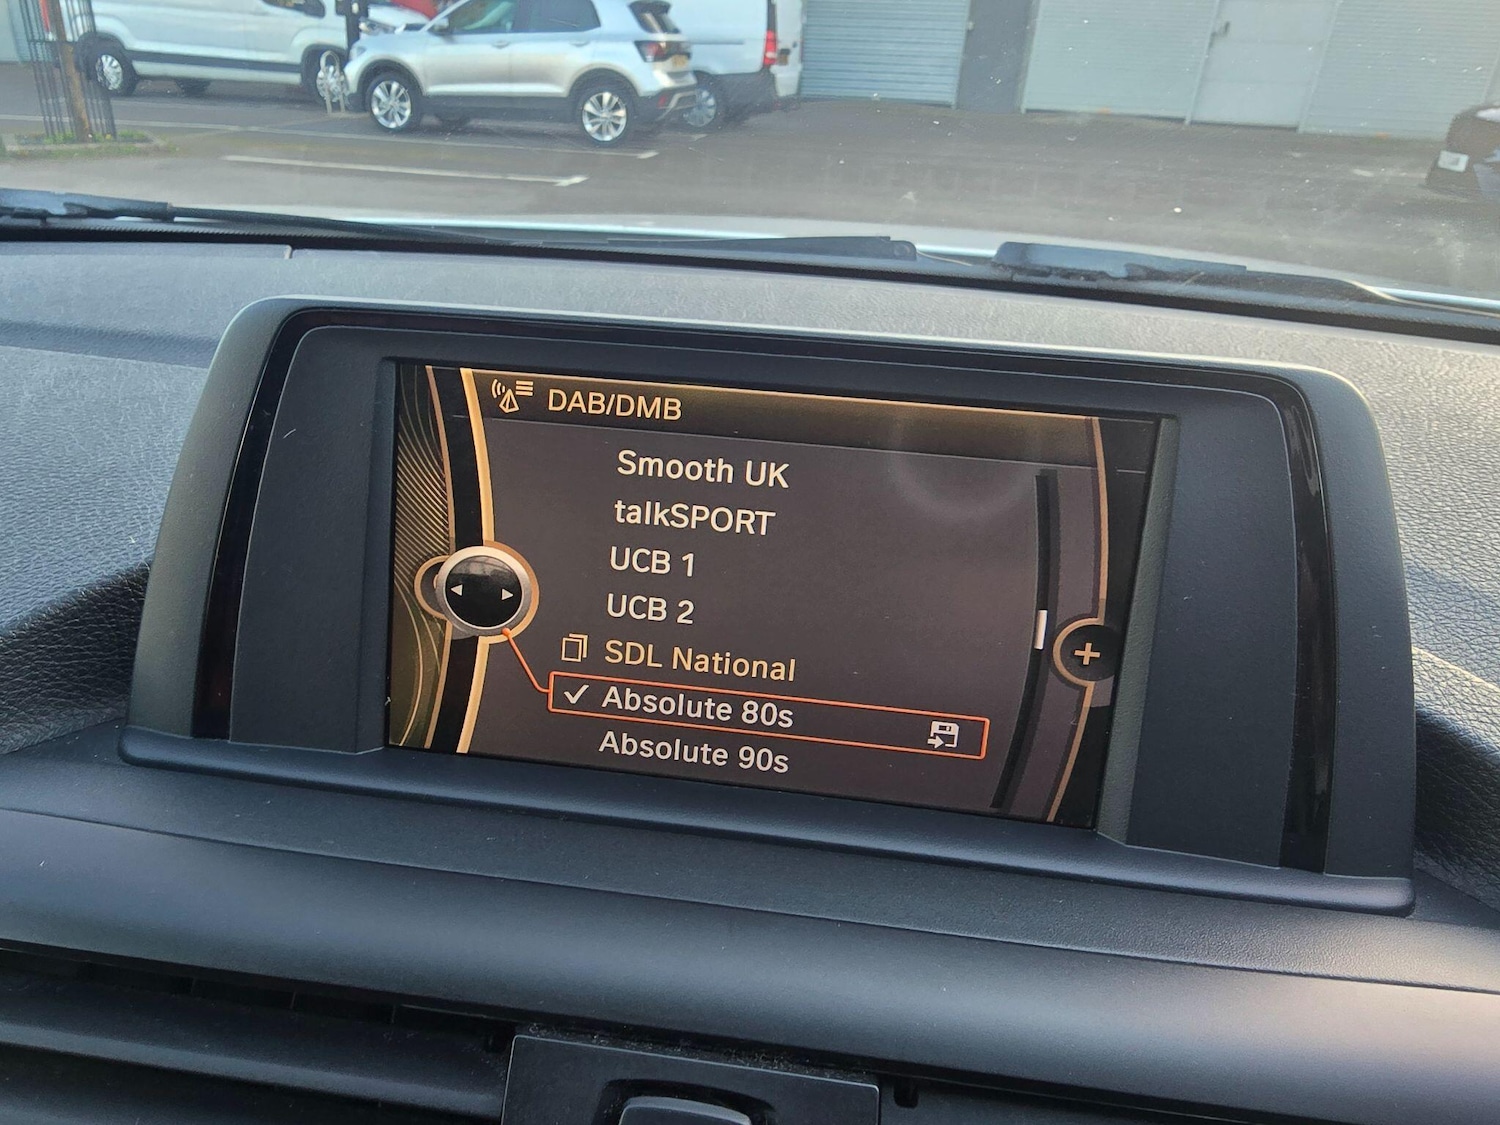 DAB/DMB
Smooth UK
talkSPORT
UCB 1
UCB 2
SDL National
Absolute 80s
Absolute 90s